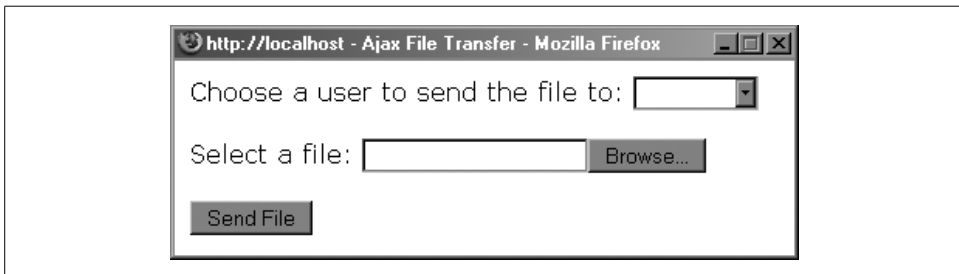 http://localhost - Ajax File Transfer - Mozilla Firefox
Choose a user to send the file to:
Select a file: Browse...
Send File